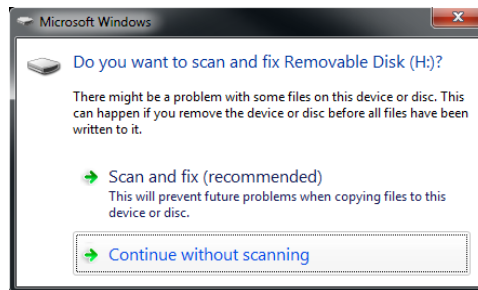 Microsoft Windows
Do you want to scan and fix Removable Disk (H:)?
There might be a problem with some files on this device or disc. This
can happen if you remove the device or disc before all files have been
written to it.
Scan and fix (recommended)
This will prevent future problems when copying files to this
device or disc.
Continue without scanning